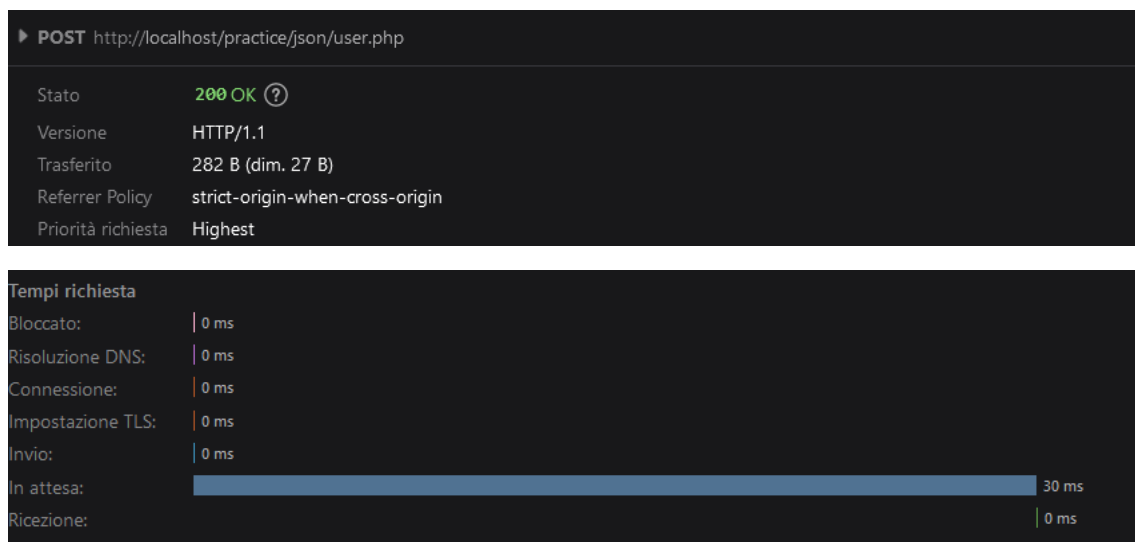 POST http://localhost/practice/json/user.php
Stato 200 OK ?
Versione HTTP/1.1
Trasferito 282 B (dim. 27 B)
Referrer Policy strict-origin-when-cross-origin
Priorità richiesta Highest
Tempi richiesta
Bloccato: 0 ms
Risoluzione DNS: 0 ms
Connessione: 0 ms
Impostazione TLS: 0 ms
Invio: 0 ms
In attesa: 30 ms
Ricezione: 0 ms